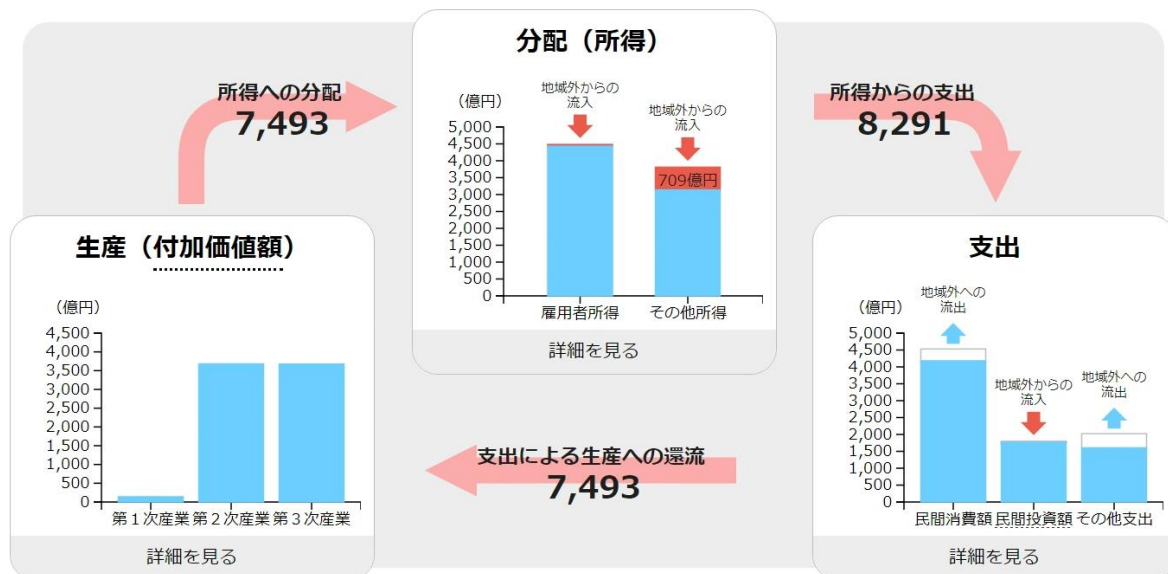 分配（所得）
所得への分配
7,493
（億円）
地域外からの
流入
地域外からの
流入
5,000
4,500
4,000
3,500
3,000
2,500
2,000
1,500
1,000
500
0
709億円
雇用者所得
その他所得
詳細を見る
所得からの支出
8,291
生産（付加価値額）
（億円）
4,500
4,000
3,500
3,000
2,500
2,000
1,500
1,000
500
0
第１次産業
第２次産業
第３次産業
詳細を見る
支出による生産への還流
7,493
支出
（億円）
地域外への
流出
地域外からの
流入
地域外への
流出
5,000
4,500
4,000
3,500
3,000
2,500
2,000
1,500
1,000
500
0
民間消費額
民間投資額
その他支出
詳細を見る